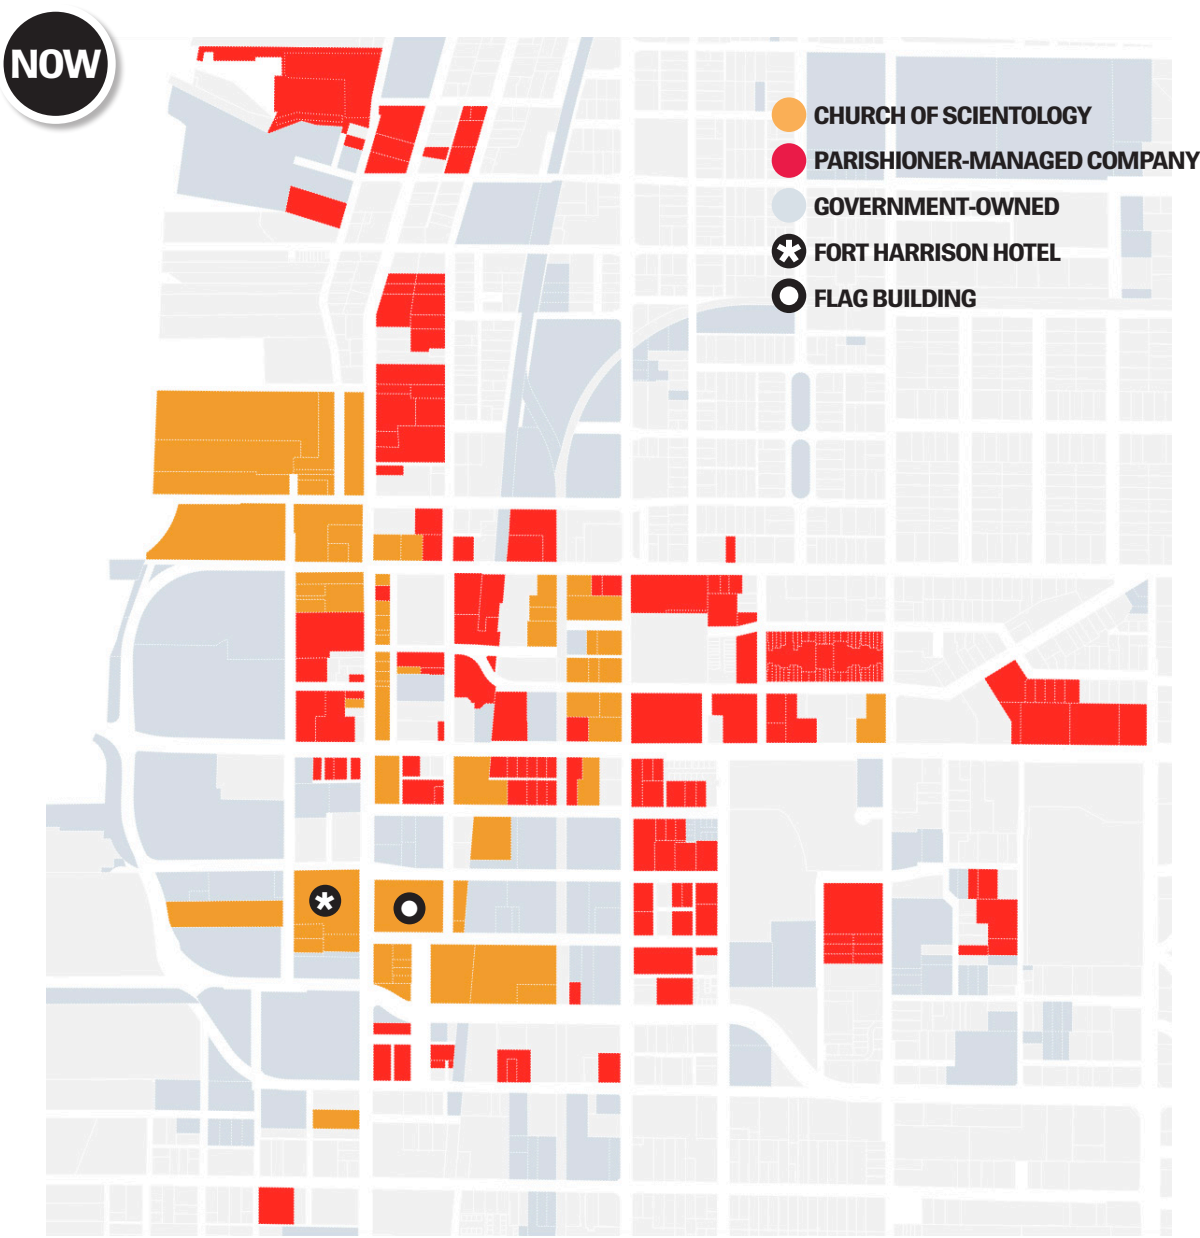 NOW
CHURCH OF SCIENTOLOGY
PARISHIONER-MANAGED COMPANY
GOVERNMENT-OWNED
FORT HARRISON HOTEL
FLAG BUILDING